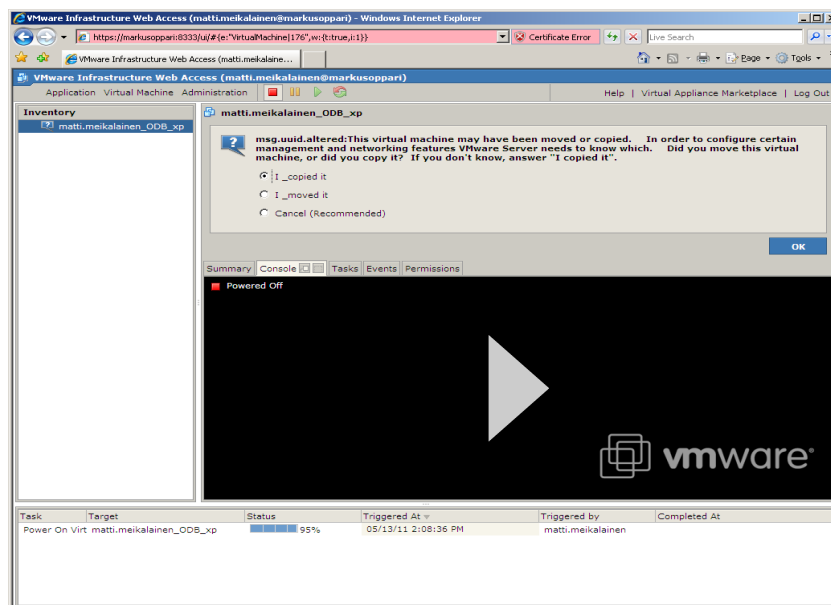 VMware Infrastructure Web Access (matti.meikalainen@markusoppari) - Windows Internet Explorer
https://markusoppari:8333/ui/#{e:"VirtualMachine|176",w:{t:true,i:1}}
Certificate Error
Live Search
VMware Infrastructure Web Access (matti.meikalaine...
Page
Tools
VMware Infrastructure Web Access (matti.meikalainen@markusoppari)
Application Virtual Machine Administration
Help | Virtual Appliance Marketplace | Log Out
Inventory
matti.meikalainen_ODB_xp
matti.meikalainen_ODB_xp
msg.uuid.altered:This virtual machine may have been moved or copied. In order to configure certain
management and networking features VMware Server needs to know which. Did you move this virtual
machine, or did you copy it? If you don't know, answer "I copied it".
I _copied it
I _moved it
Cancel (Recommended)
OK
Summary Console Tasks Events Permissions
Powered Off
vmware
Task Target Status Triggered At Triggered by Completed At
Power On Virt matti.meikalainen_ODB_xp 95% 05/13/11 2:08:36 PM matti.meikalainen